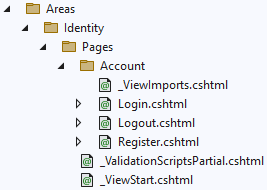 Areas
Identity
Pages
Account
_ViewImports.cshtml
Login.cshtml
Logout.cshtml
Register.cshtml
_ValidationScriptsPartial.cshtml
_ViewStart.cshtml